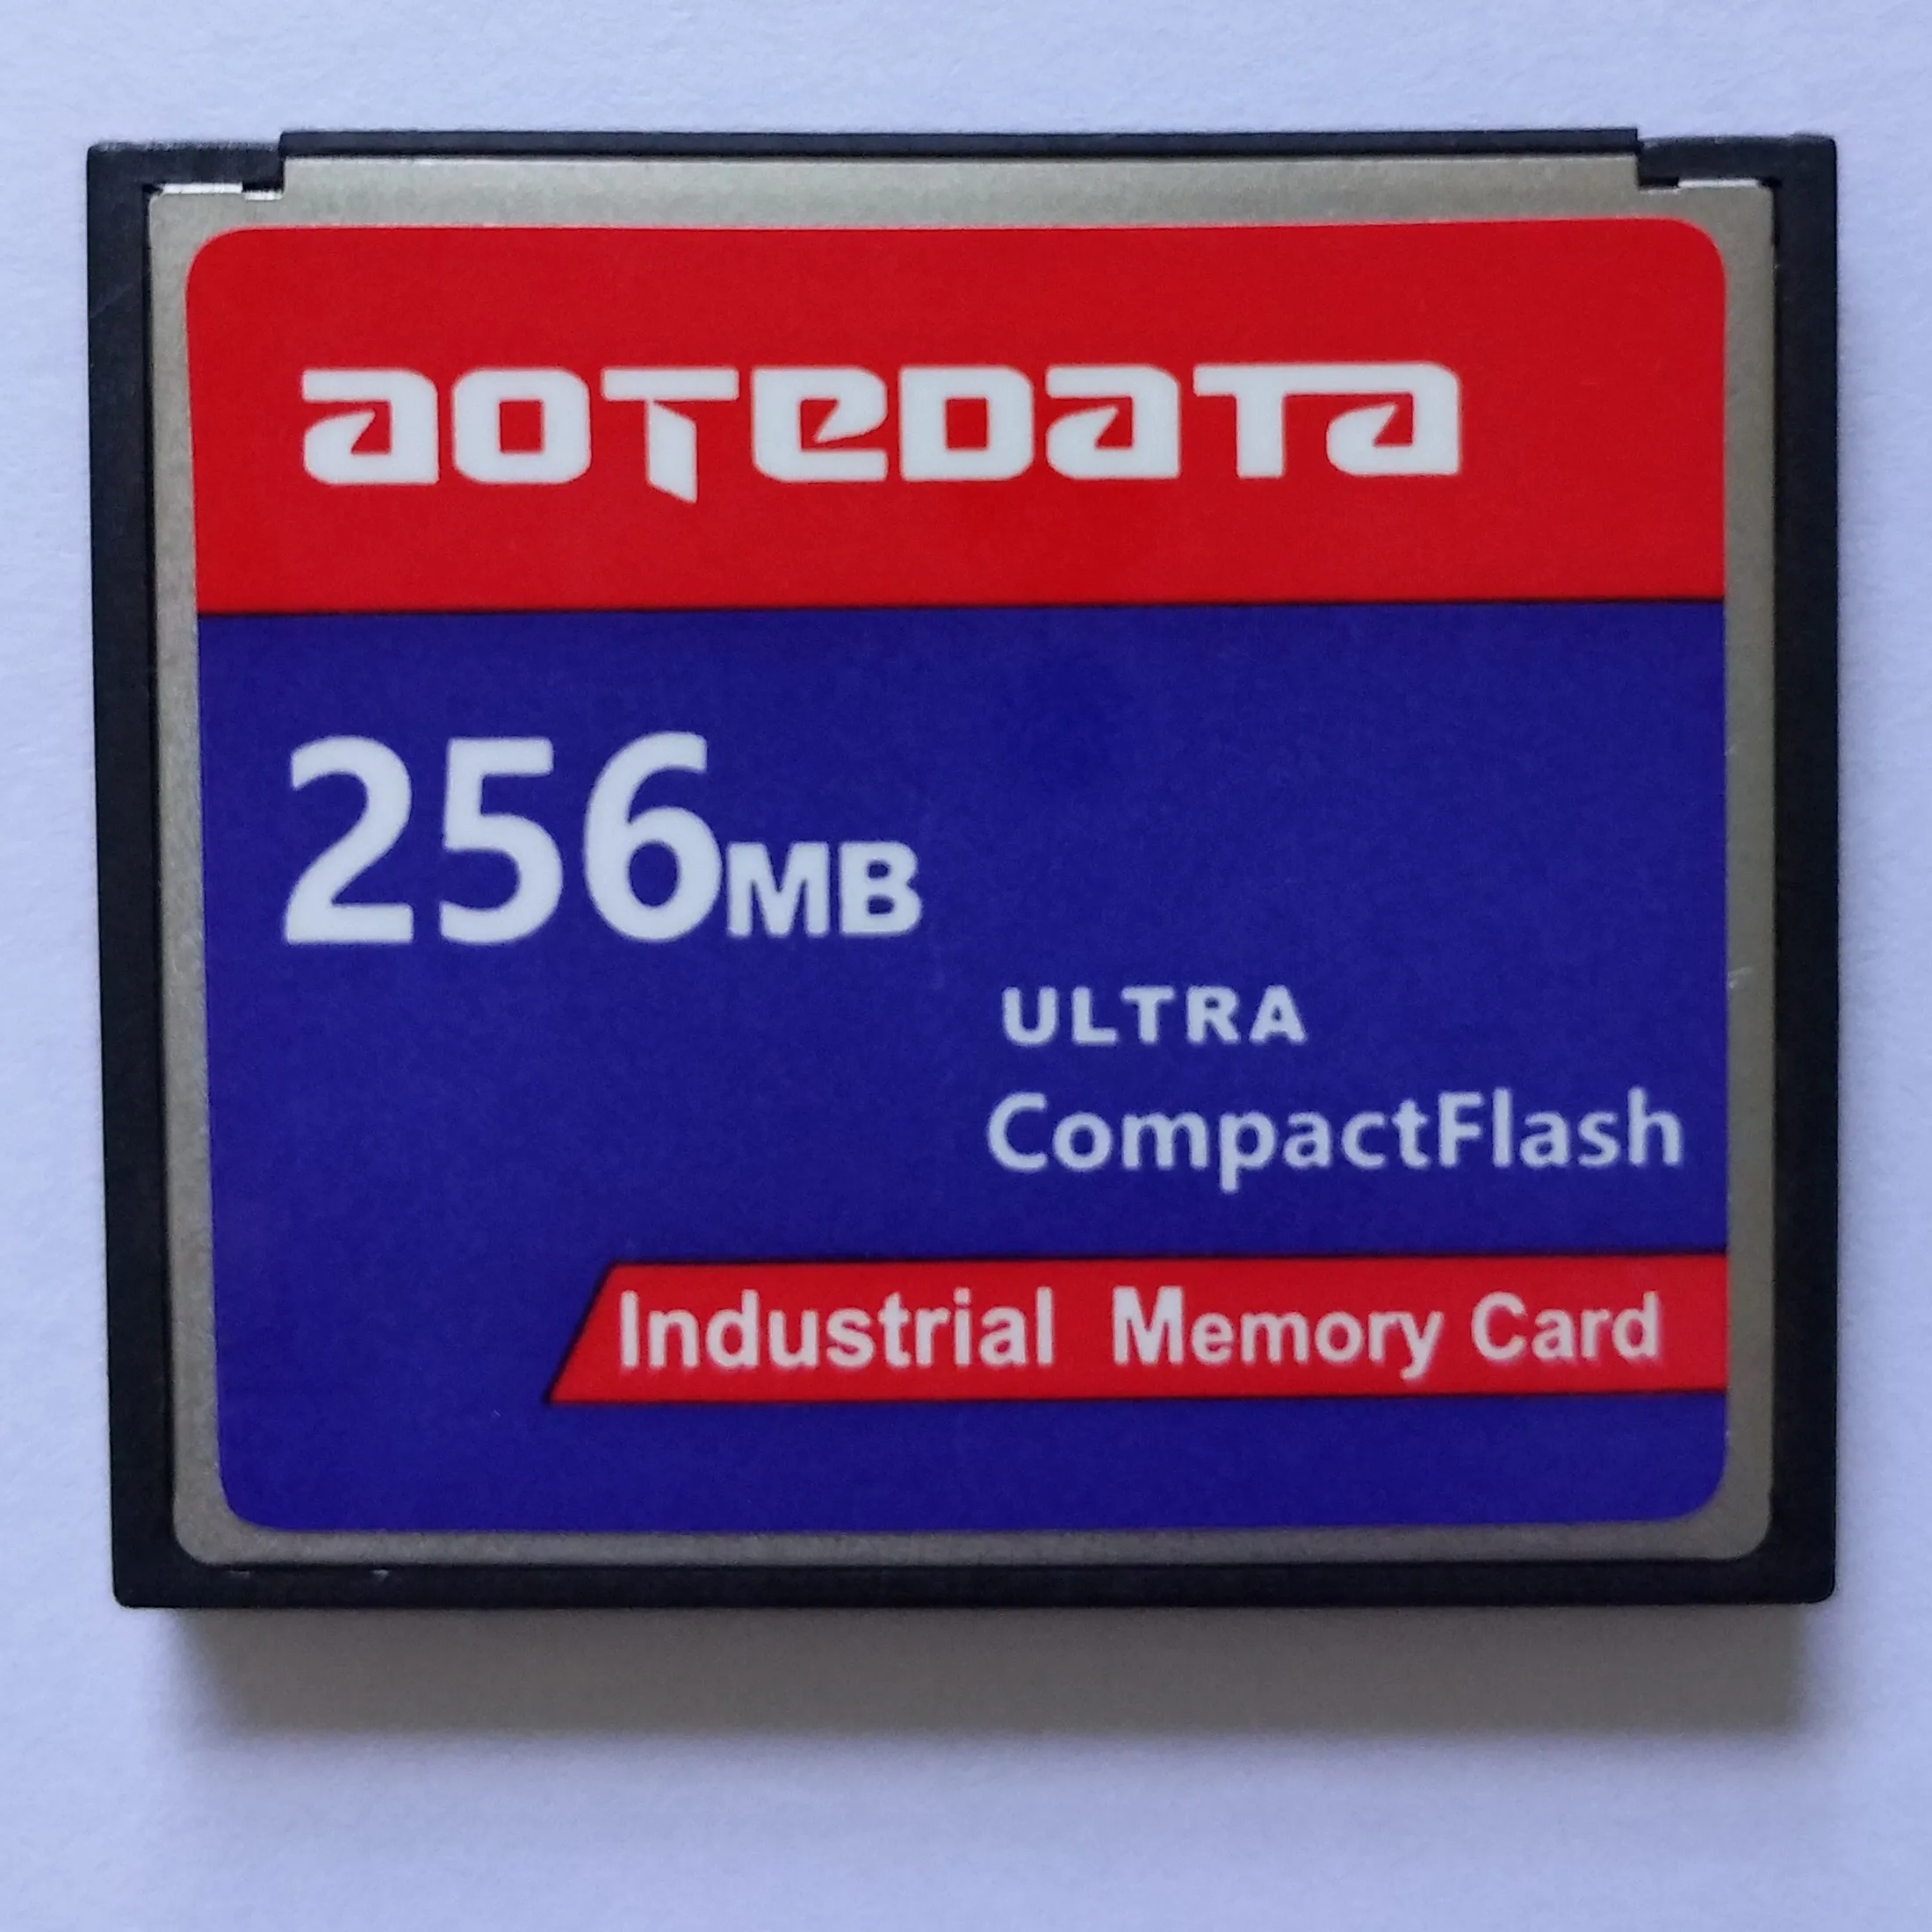 aOTeDaTa
256MB
ULTRA
CompactFlash
Industrial Memory Card